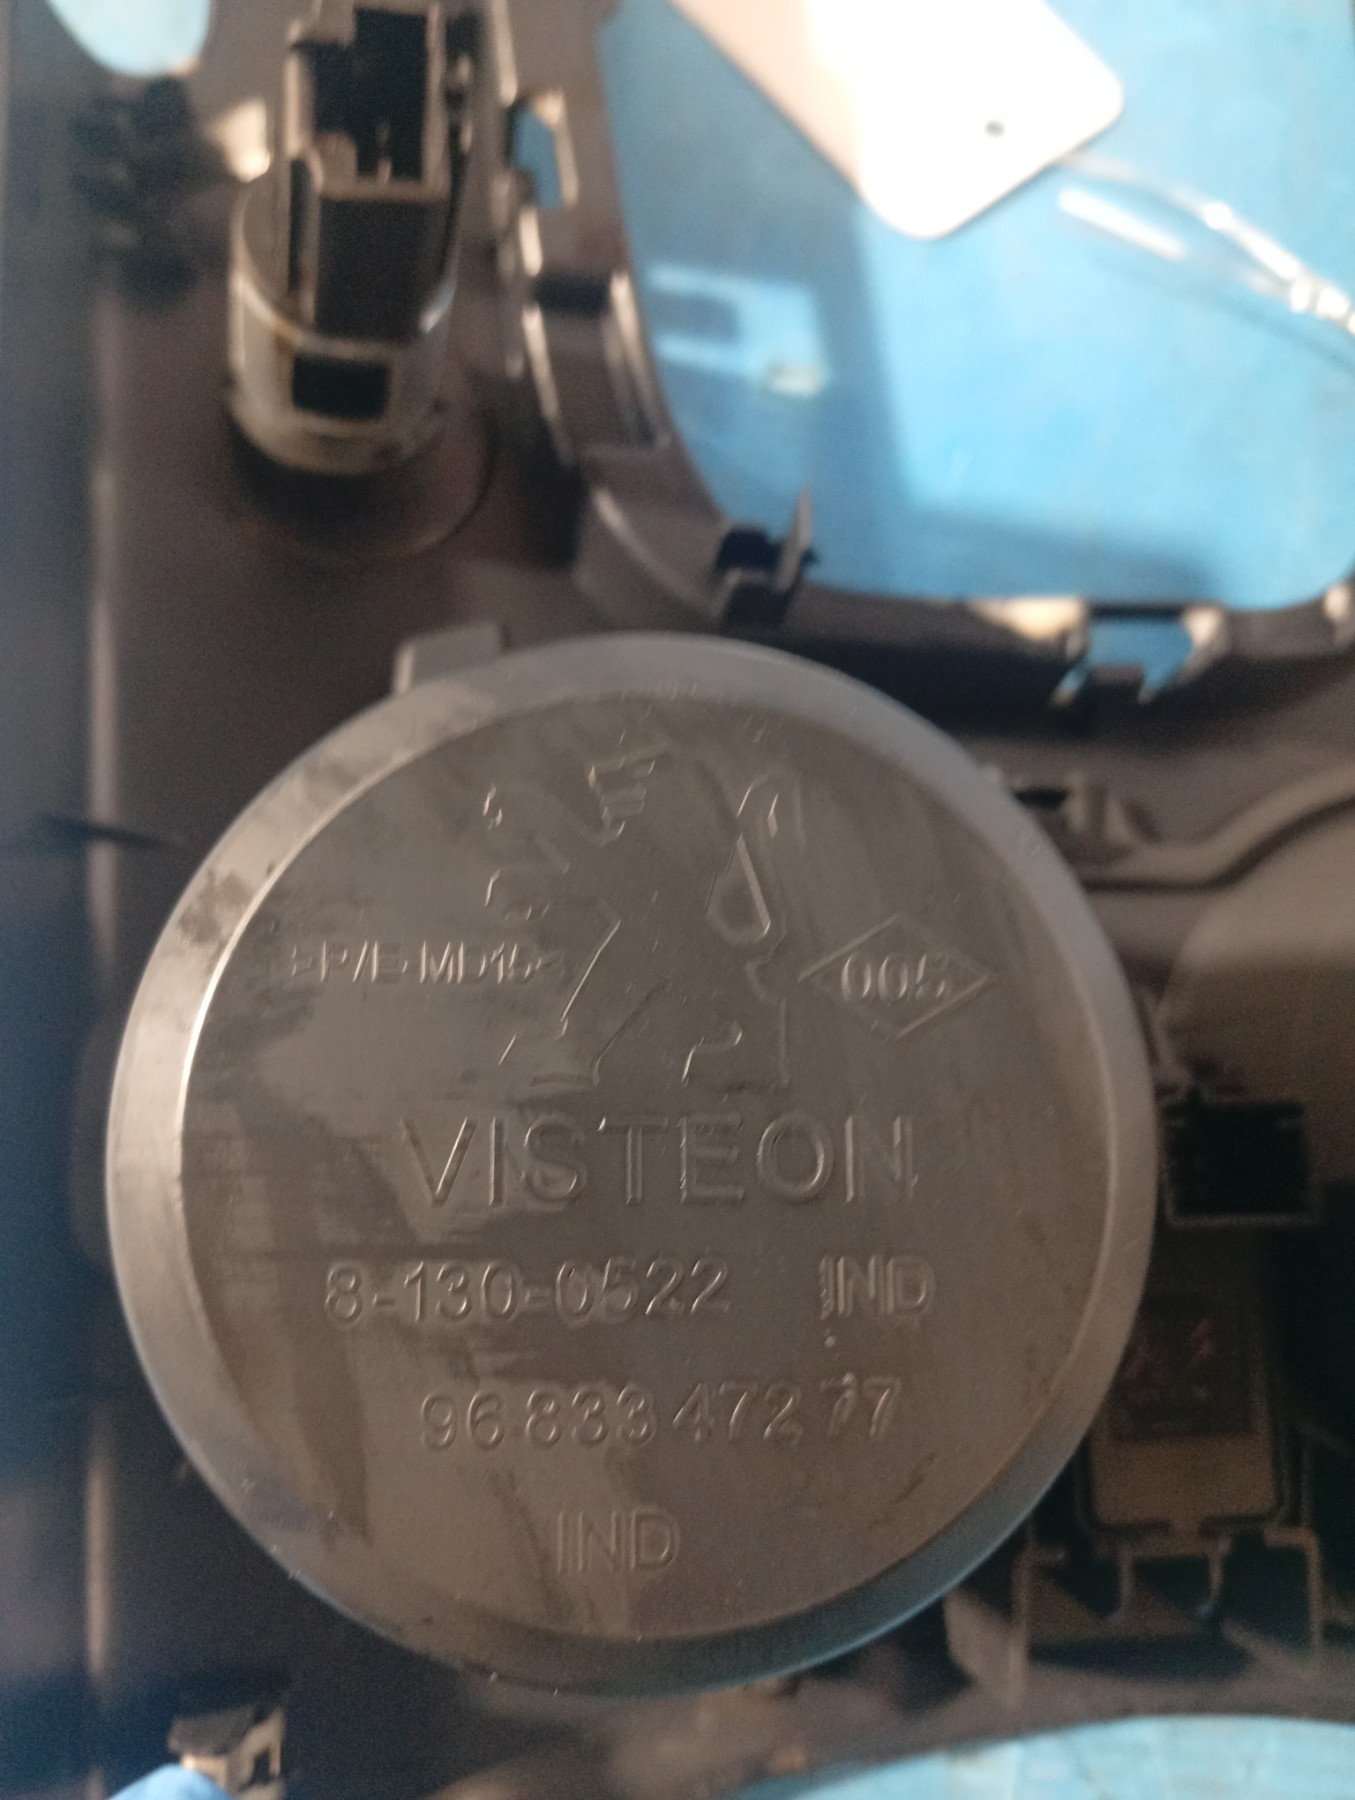 >P/E-MD15<
005
VISTEON
8-130-0522 IND
96 833 472 77
IND